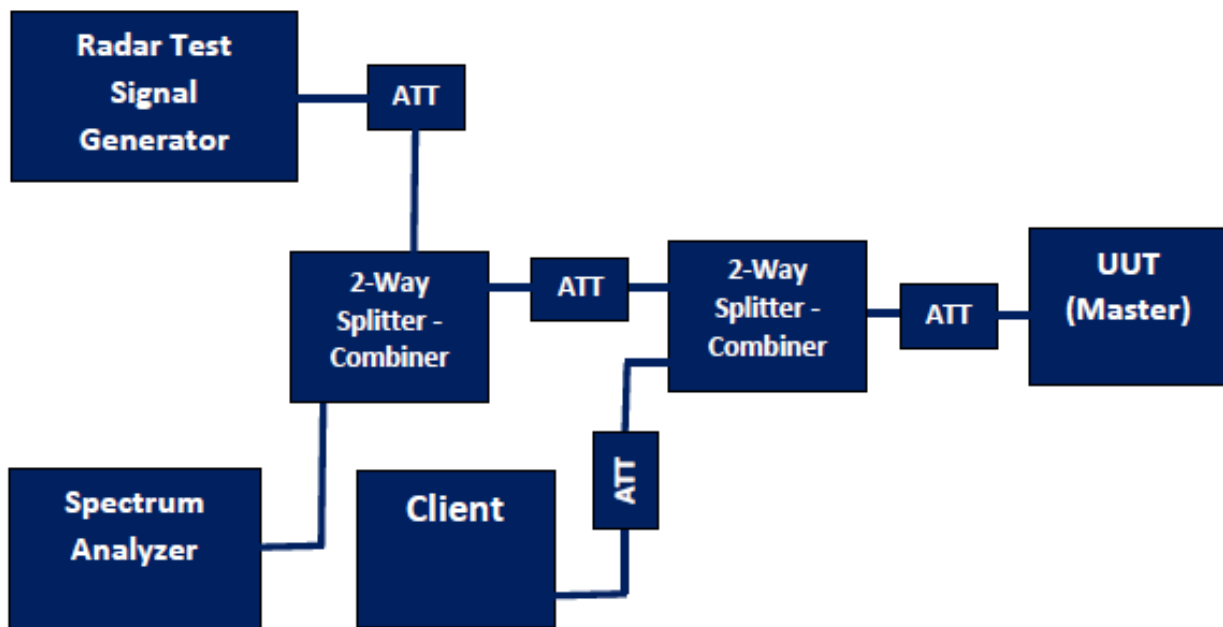 Radar Test
Signal
Generator
ATT
2-Way
Splitter -
Combiner
ATT
2-Way
Splitter -
Combiner
ATT
UUT
(Master)
Spectrum
Analyzer
Client
ATT